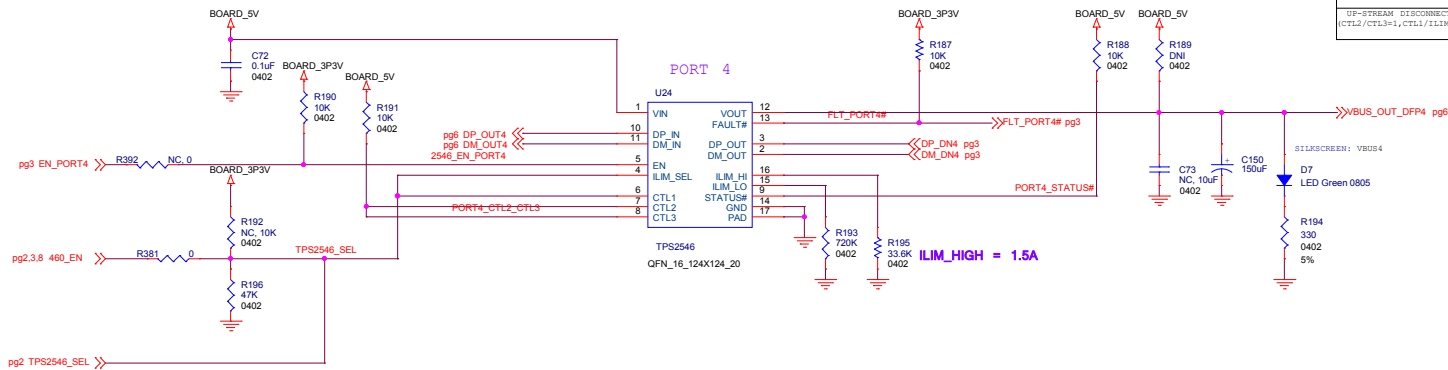 BOARD_5V
BOARD_3P3V
BOARD_5V
BOARD_5V
UP-STREAM DISCONNECT
(CTL2/CTL3=1,CTL1/ILIM
C72
0.1uF
0402
BOARD_3P3V
BOARD_5V
R190
10K
0402
R191
10K
0402
R187
10K
0402
R188
10K
0402
R189
DNI
0402
PORT 4
U24
1
VIN
10
DP_IN
11
DM_IN
5
EN
4
ILIM_SEL
6
CTL1
7
CTL2
8
CTL3
VOUT
12
FAULT#
13
DP_OUT
3
DM_OUT
2
ILIM_HI
16
ILIM_LO
15
STATUS#
9
GND
14
PAD
17
TPS2546
QFN_16_124X124_20
pg6 DP_OUT4
pg6 DM_OUT4
2546_EN_PORT4
pg3 EN_PORT4
R392
NC, 0
BOARD_3P3V
R192
NC, 10K
0402
PORT4_CTL2_CTL3
pg2,3,8 460_EN
R381
0
TPS2546_SEL
R196
47K
0402
pg2 TPS2546_SEL
FLT_PORT4#
FLT_PORT4# pg3
DP_DN4 pg3
DM_DN4 pg3
PORT4_STATUS#
R193
720K
0402
R195
33.6K
0402
ILIM_HIGH = 1.5A
VBUS_OUT_DFP4 pg6
C73
NC, 10uF
0402
+
C150
150uF
SILKSCREEN: VBUS4
D7
LED Green 0805
R194
330
0402
5%